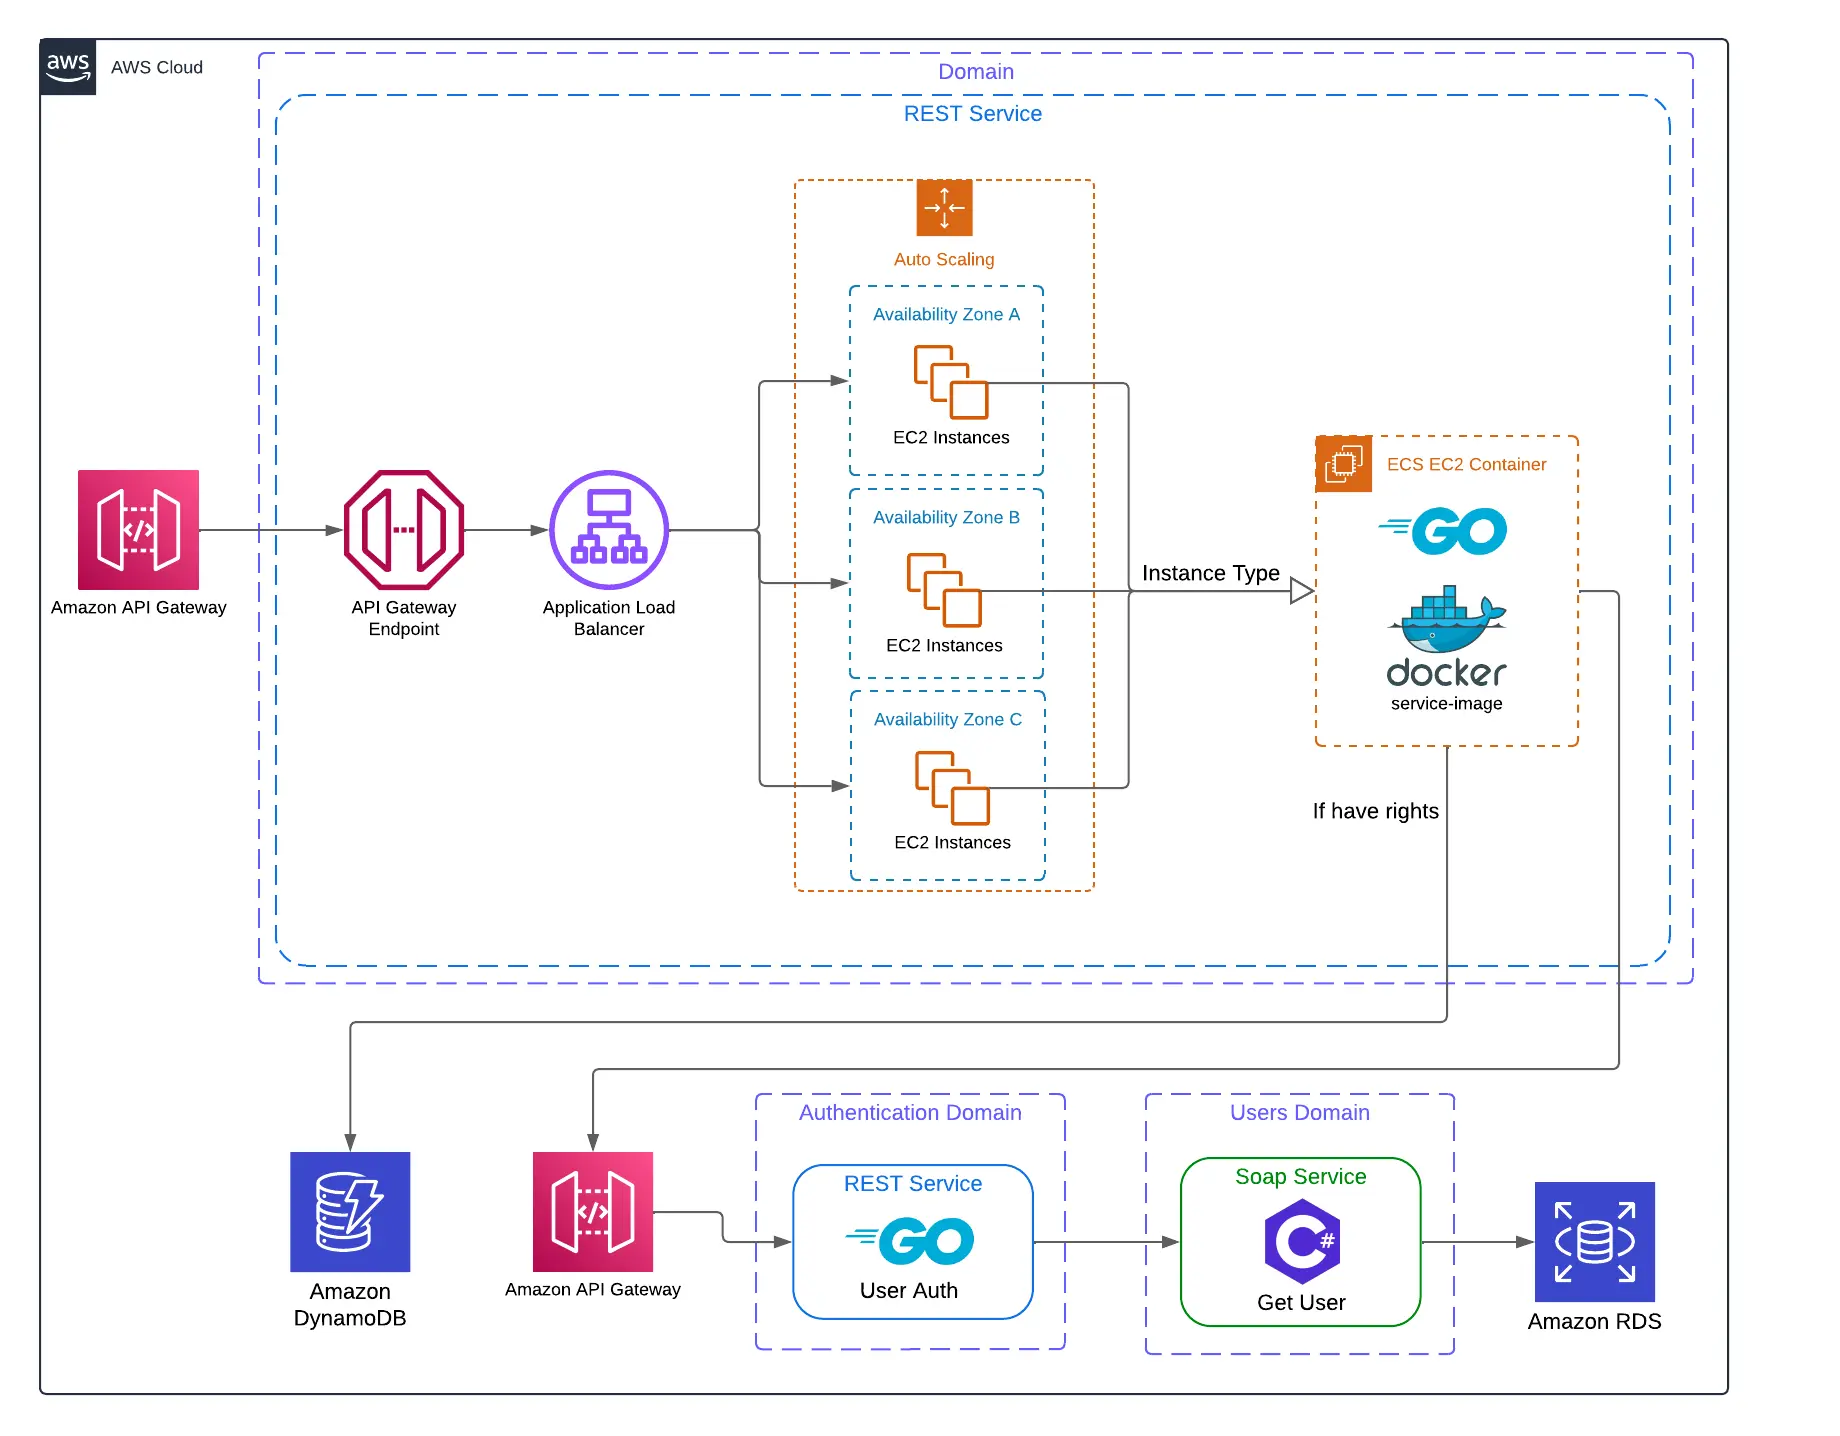 aws
AWS Cloud
Domain
REST Service
Auto Scaling
Availability Zone A
EC2 Instances
Availability Zone B
EC2 Instances
Availability Zone C
EC2 Instances
Amazon API Gateway
API Gateway
Endpoint
Application Load
Balancer
Instance Type
ECS EC2 Container
GO
docker
service-image
If have rights
Amazon
DynamoDB
Amazon API Gateway
Authentication Domain
REST Service
GO
User Auth
Users Domain
Soap Service
C#
Get User
Amazon RDS